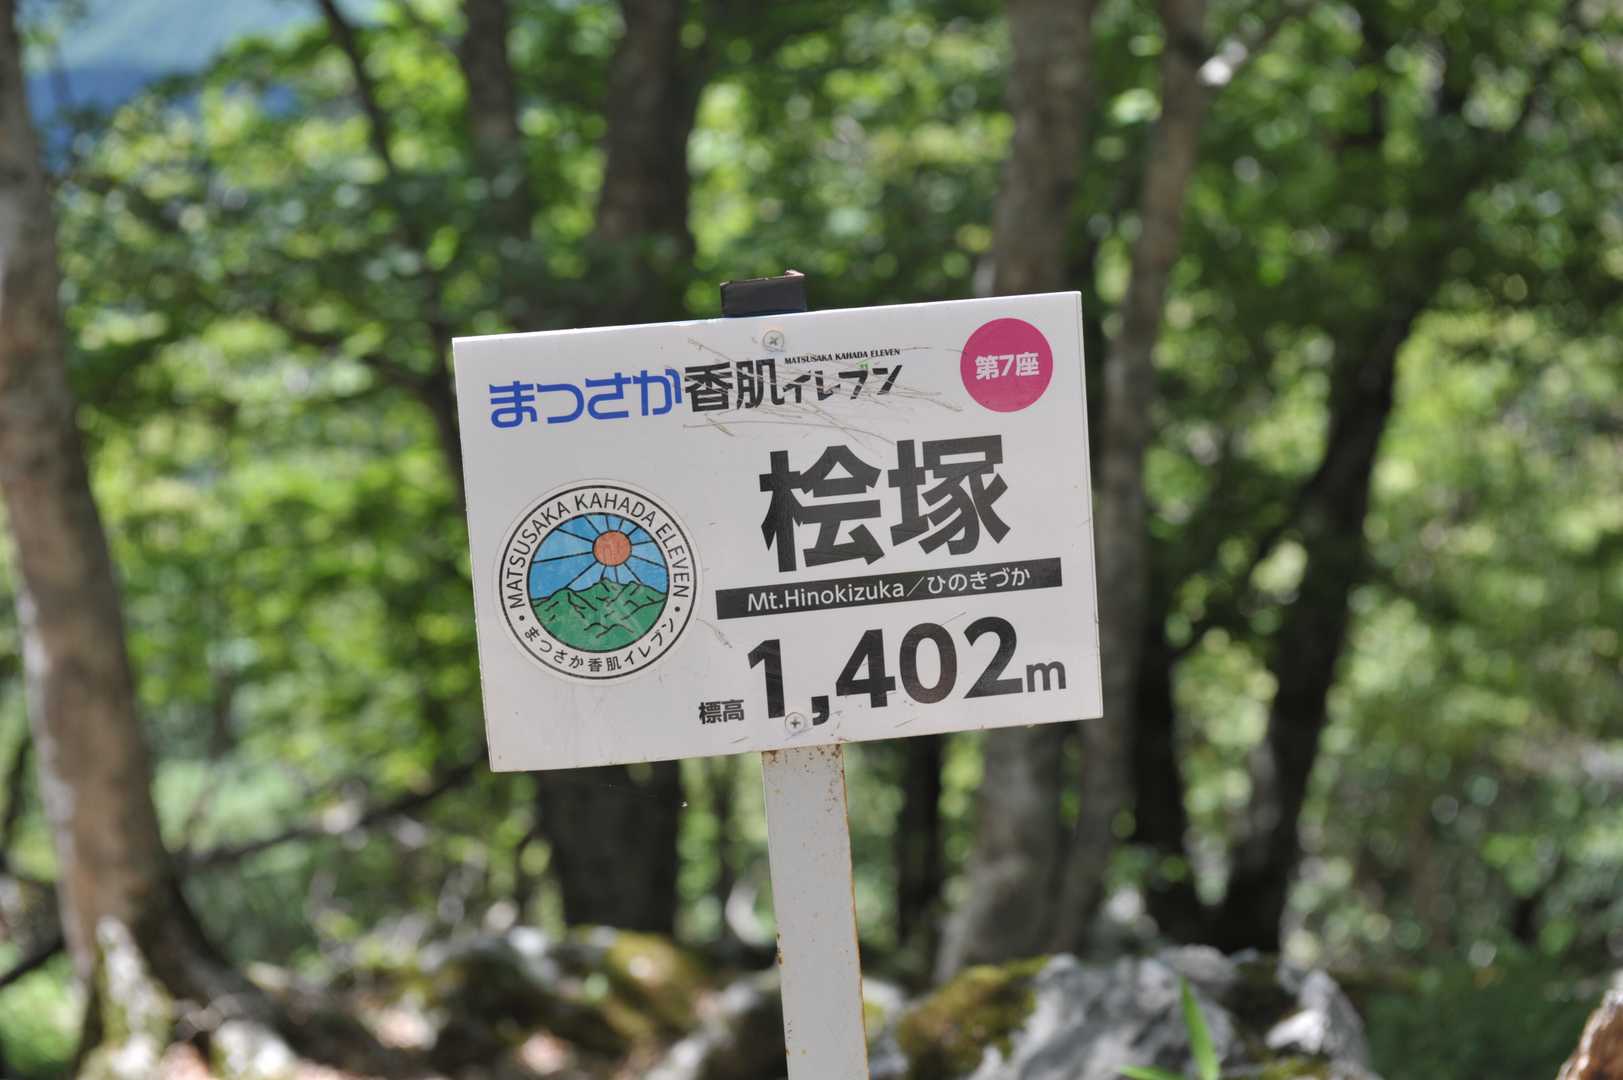 MATSUSAKA KAHADA ELEVEN
まつさか香肌イレブン
第7座
桧塚
Mt.Hinokizuka／ひのきづか
標高 1,402m
MATSUSAKA KAHADA ELEVEN
まつさか香肌イレブン